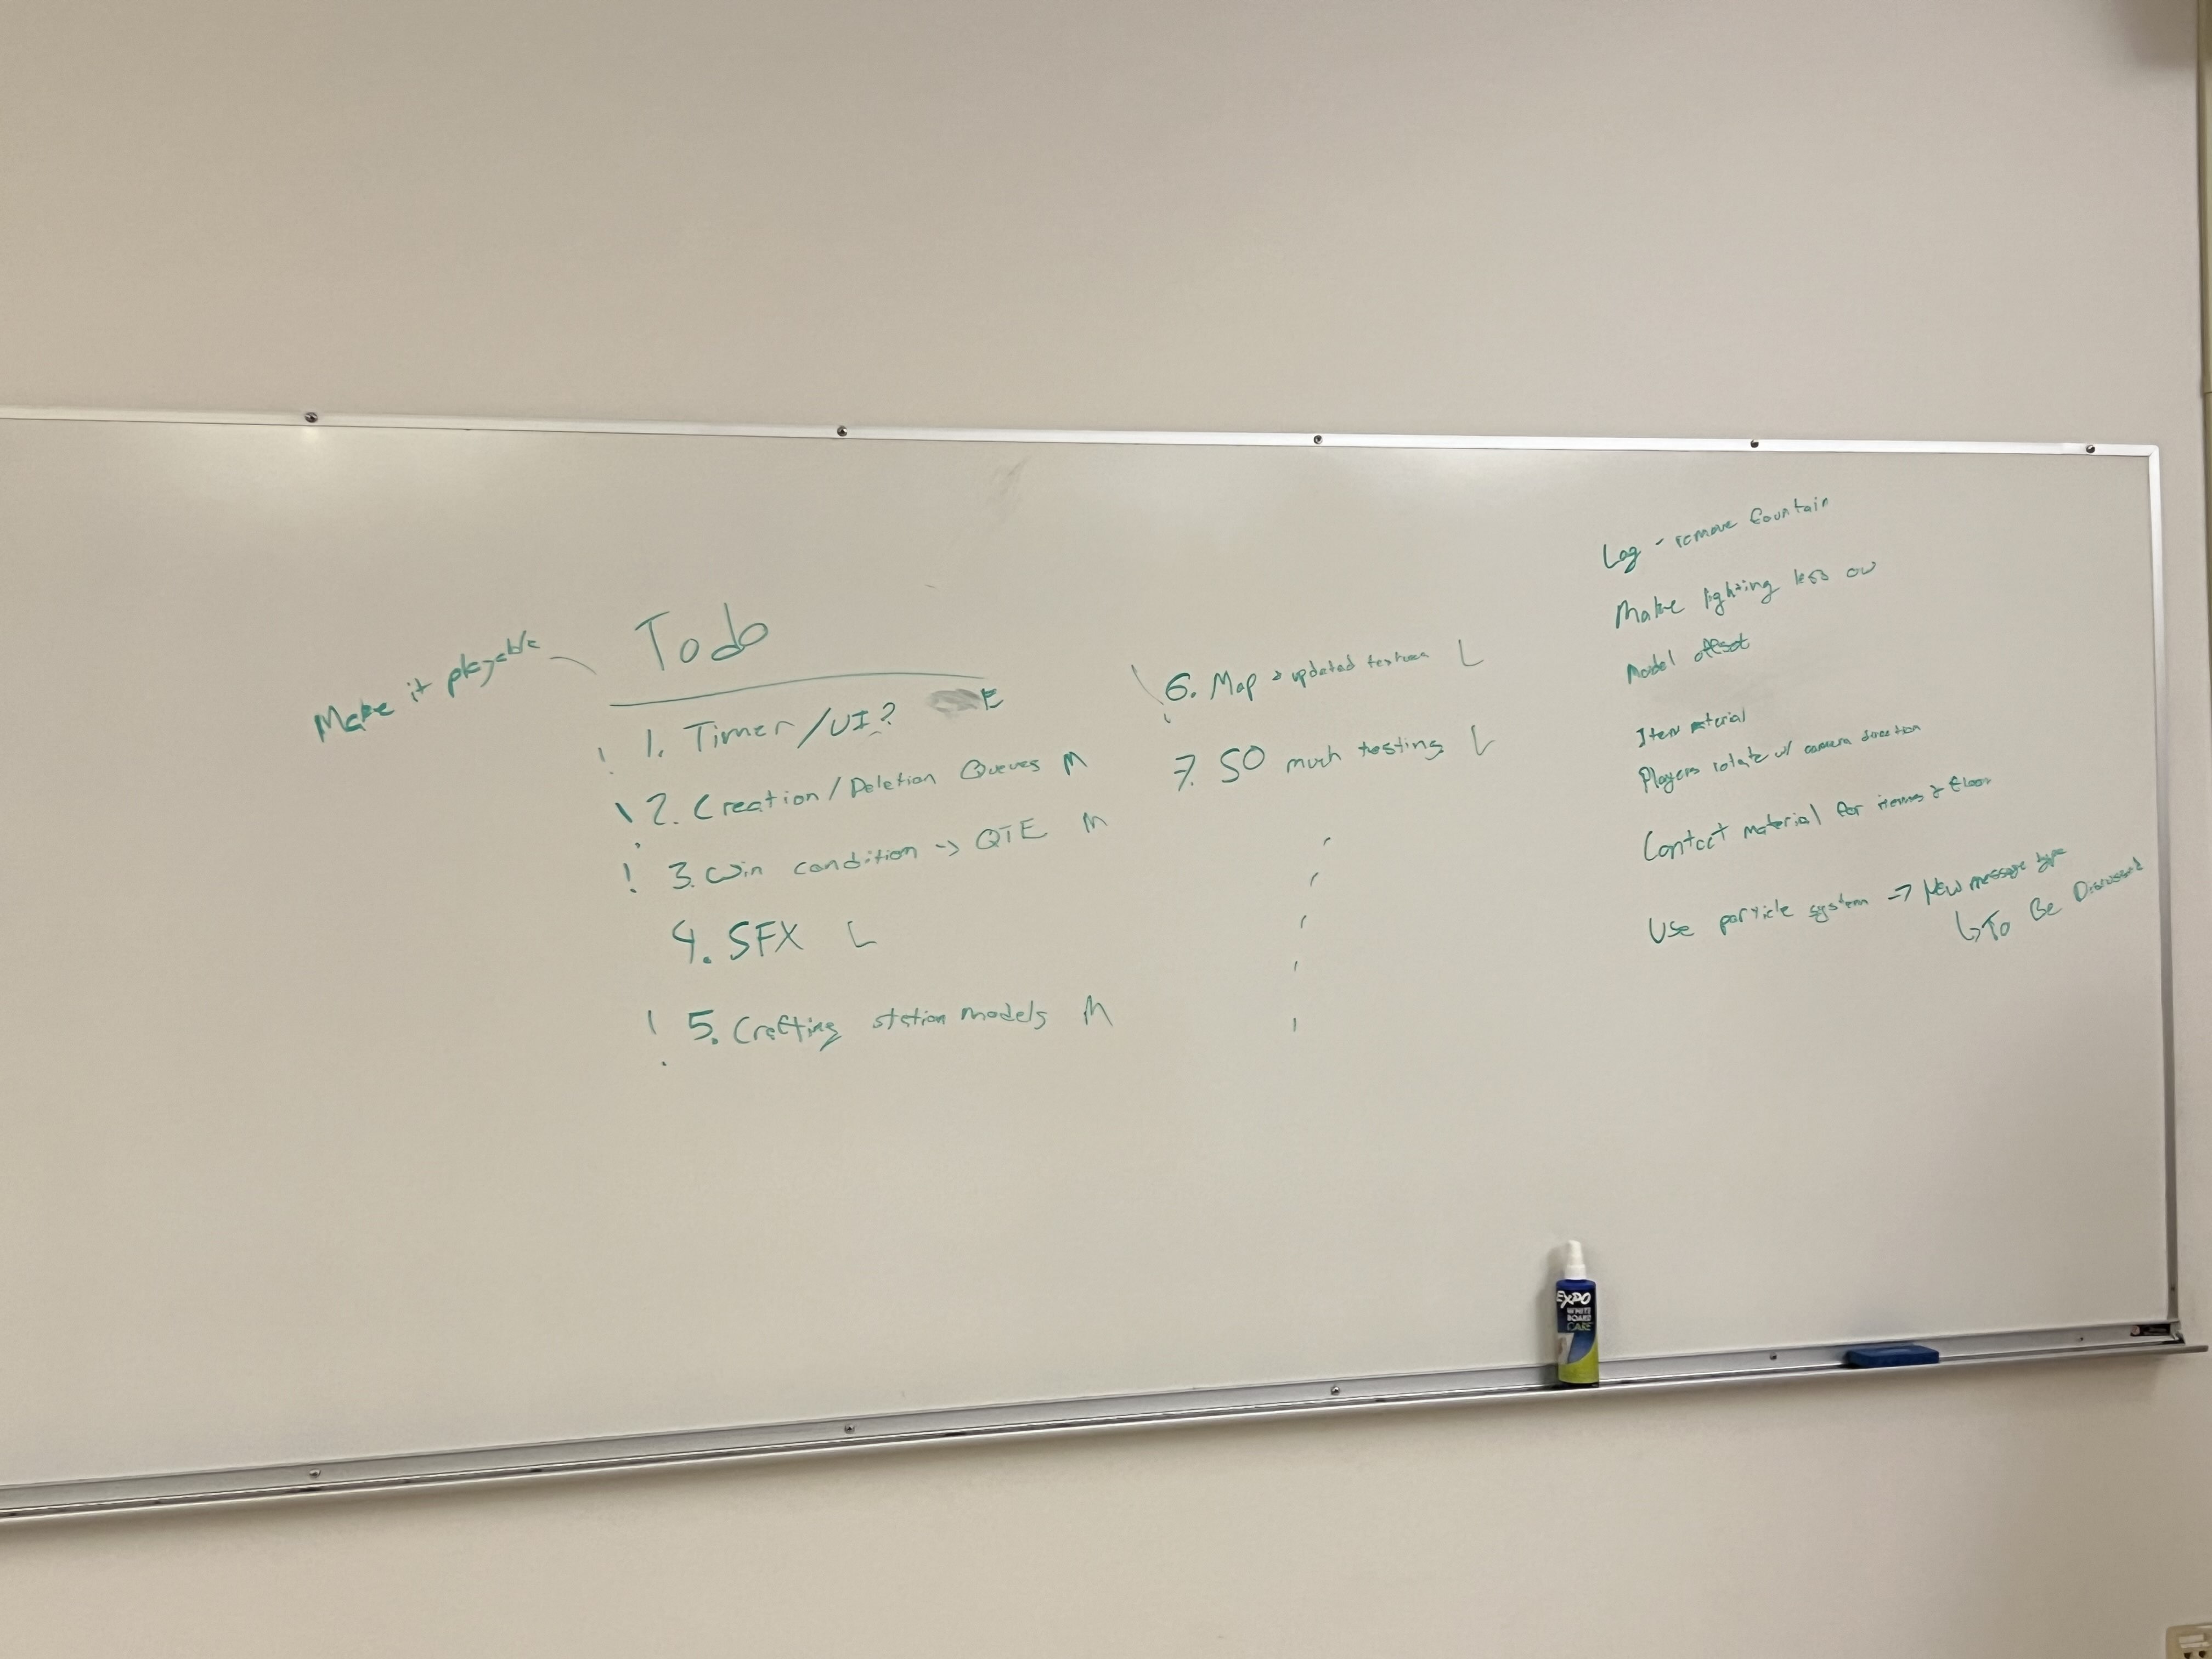 Make it playable
Todo
! 1. Timer/UI? E
! 2. Creation/Deletion Queues M
! 3. Win condition -> QTE M
4. SFX L
! 5. Crafting station models M
! 6. Map > updated textures L
7. SO much testing L
Lag - remove fountain
Make lighting less ow
Model offset
Item material
Players rotate w/ camera direction
Contact material for items & floor
Use particle system => New message type
↳ To Be Discussed
EXPO
WHITE
BOARD
CARE